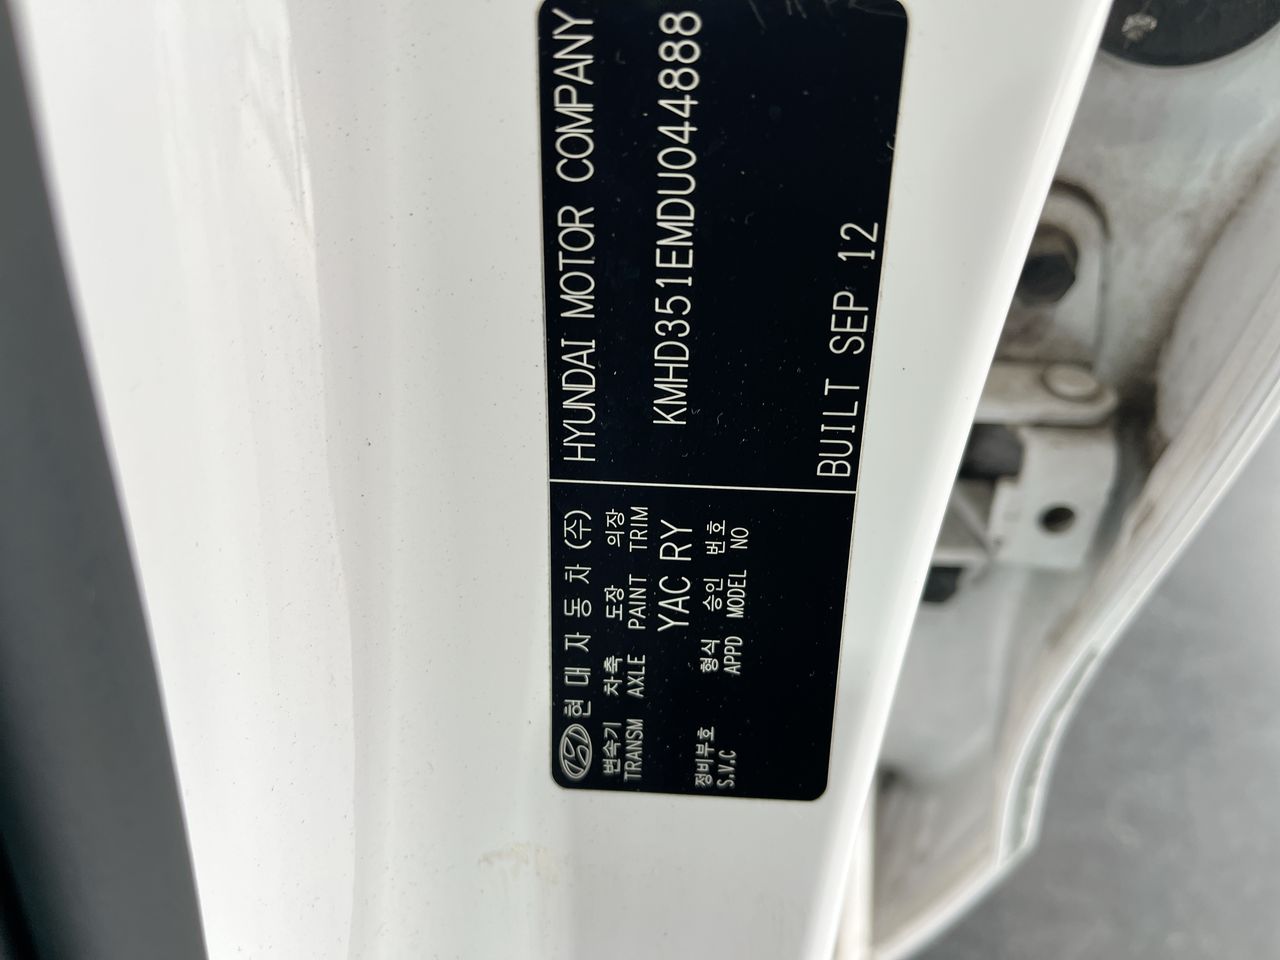 현대자동차(주) HYUNDAI MOTOR COMPANY
변속기 차축 도장 의장
TRANSM AXLE PAINT TRIM
YAC RY KMHD351EMDU044888
정비부호 형식 승인 번호
S.V.C APPD MODEL NO
BUILT SEP 12